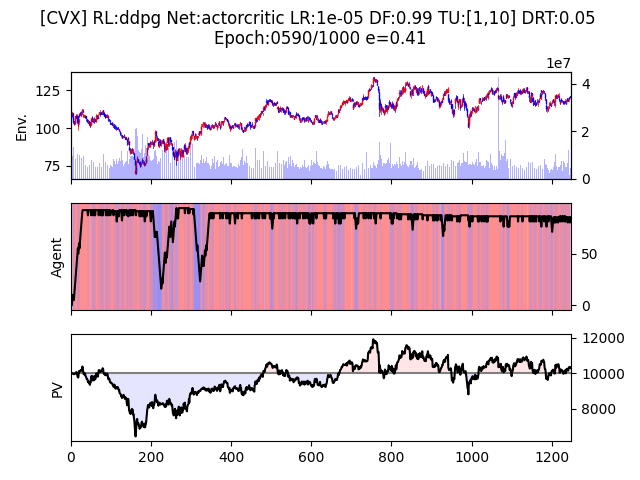 [CVX] RL:ddpg Net:actorcritic LR:1e-05 DF:0.99 TU:[1,10] DRT:0.05
Epoch:0590/1000 e=0.41
1e7
125
100
75
Env.
4
2
0
Agent
50
0
PV
12000
10000
8000
0 200 400 600 800 1000 1200